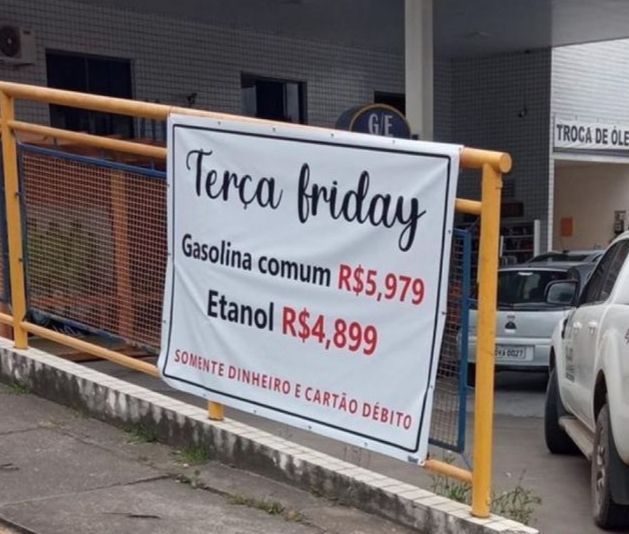 Terça friday
Gasolina comum R$5,979
Etanol R$4,899
SOMENTE DINHEIRO E CARTÃO DÉBITO
G/E
TROCA DE ÓLE